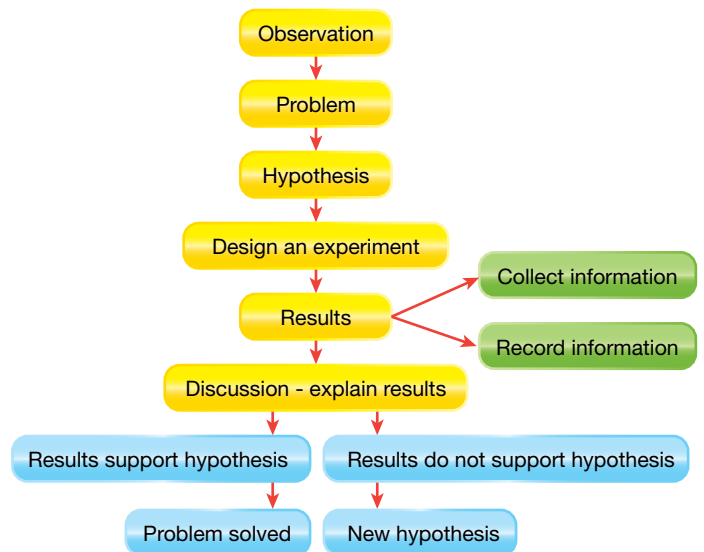 Observation
Problem
Hypothesis
Design an experiment
Collect information
Results
Record information
Discussion - explain results
Results support hypothesis
Results do not support hypothesis
Problem solved
New hypothesis